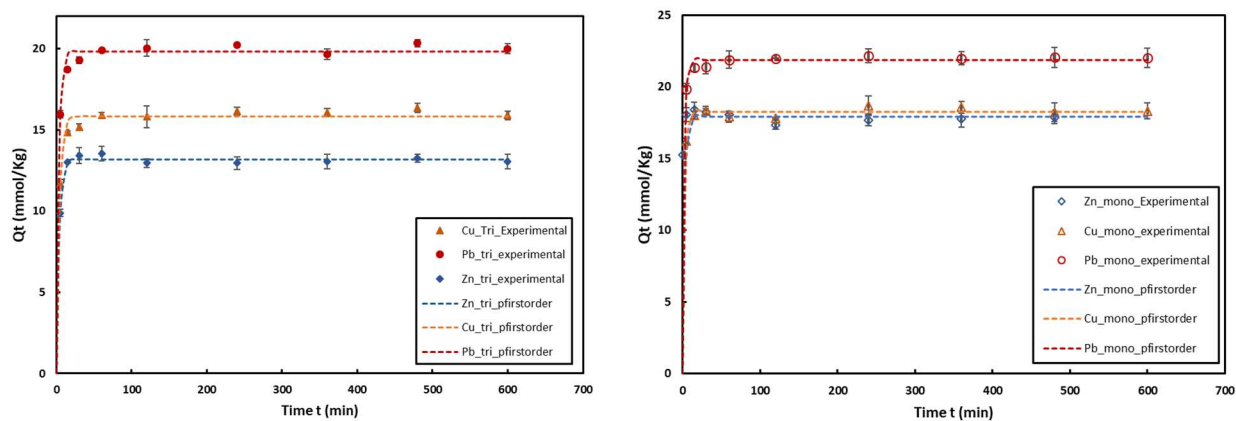 Qt (mmol/Kg)
20
15
10
5
0
0
100
200
300
400
500
600
700
Time t (min)
Cu_Tri_Experimental
Pb_tri_experimental
Zn_tri_experimental
Zn_tri_pfirstorder
Cu_tri_pfirstorder
Pb_tri_pfirstorder
Qt (mmol/Kg)
25
20
15
10
5
0
0
100
200
300
400
500
600
700
Time t (min)
Zn_mono_Experimental
Cu_mono_experimental
Pb_mono_experimental
Zn_mono_pfirstorder
Cu_mono_pfirstorder
Pb_mono_pfirstorder